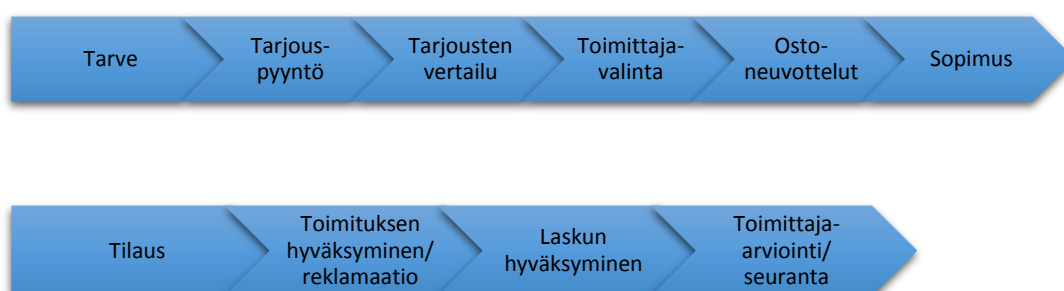 Tarve
Tarjous-
pyyntö
Tarjousten
vertailu
Toimittaja-
valinta
Osto-
neuvottelut
Sopimus
Tilaus
Toimituksen
hyväksyminen/
reklamaatio
Laskun
hyväksyminen
Toimittaja-
arviointi/
seuranta